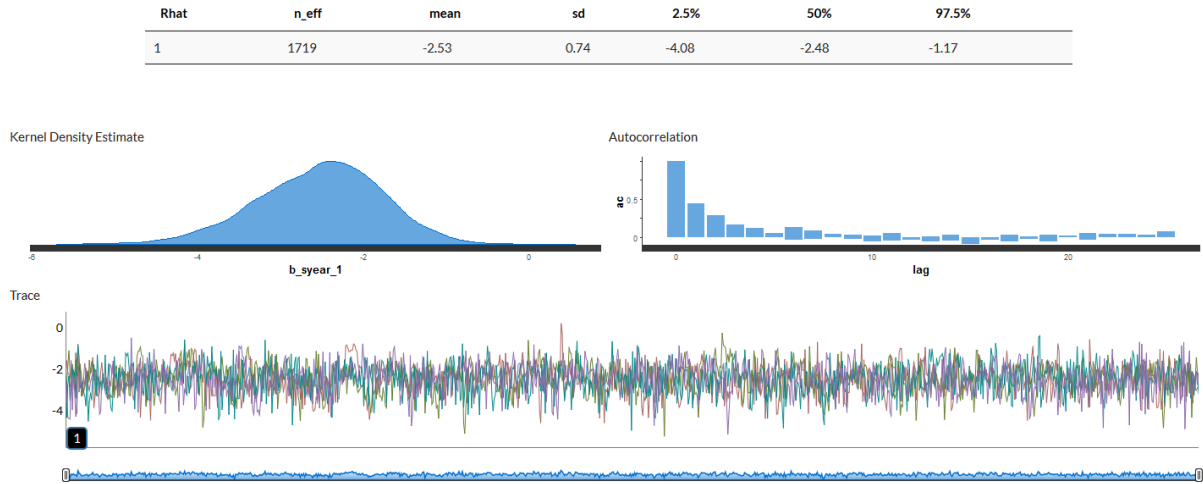 Rhat n_eff mean sd 2.5% 50% 97.5%
1 1719 -2.53 0.74 -4.08 -2.48 -1.17
Kernel Density Estimate
-6 -4 -2 0
b_syear_1
Autocorrelation
ac
0.5
0
0 10 20
lag
Trace
0
-2
-4
1